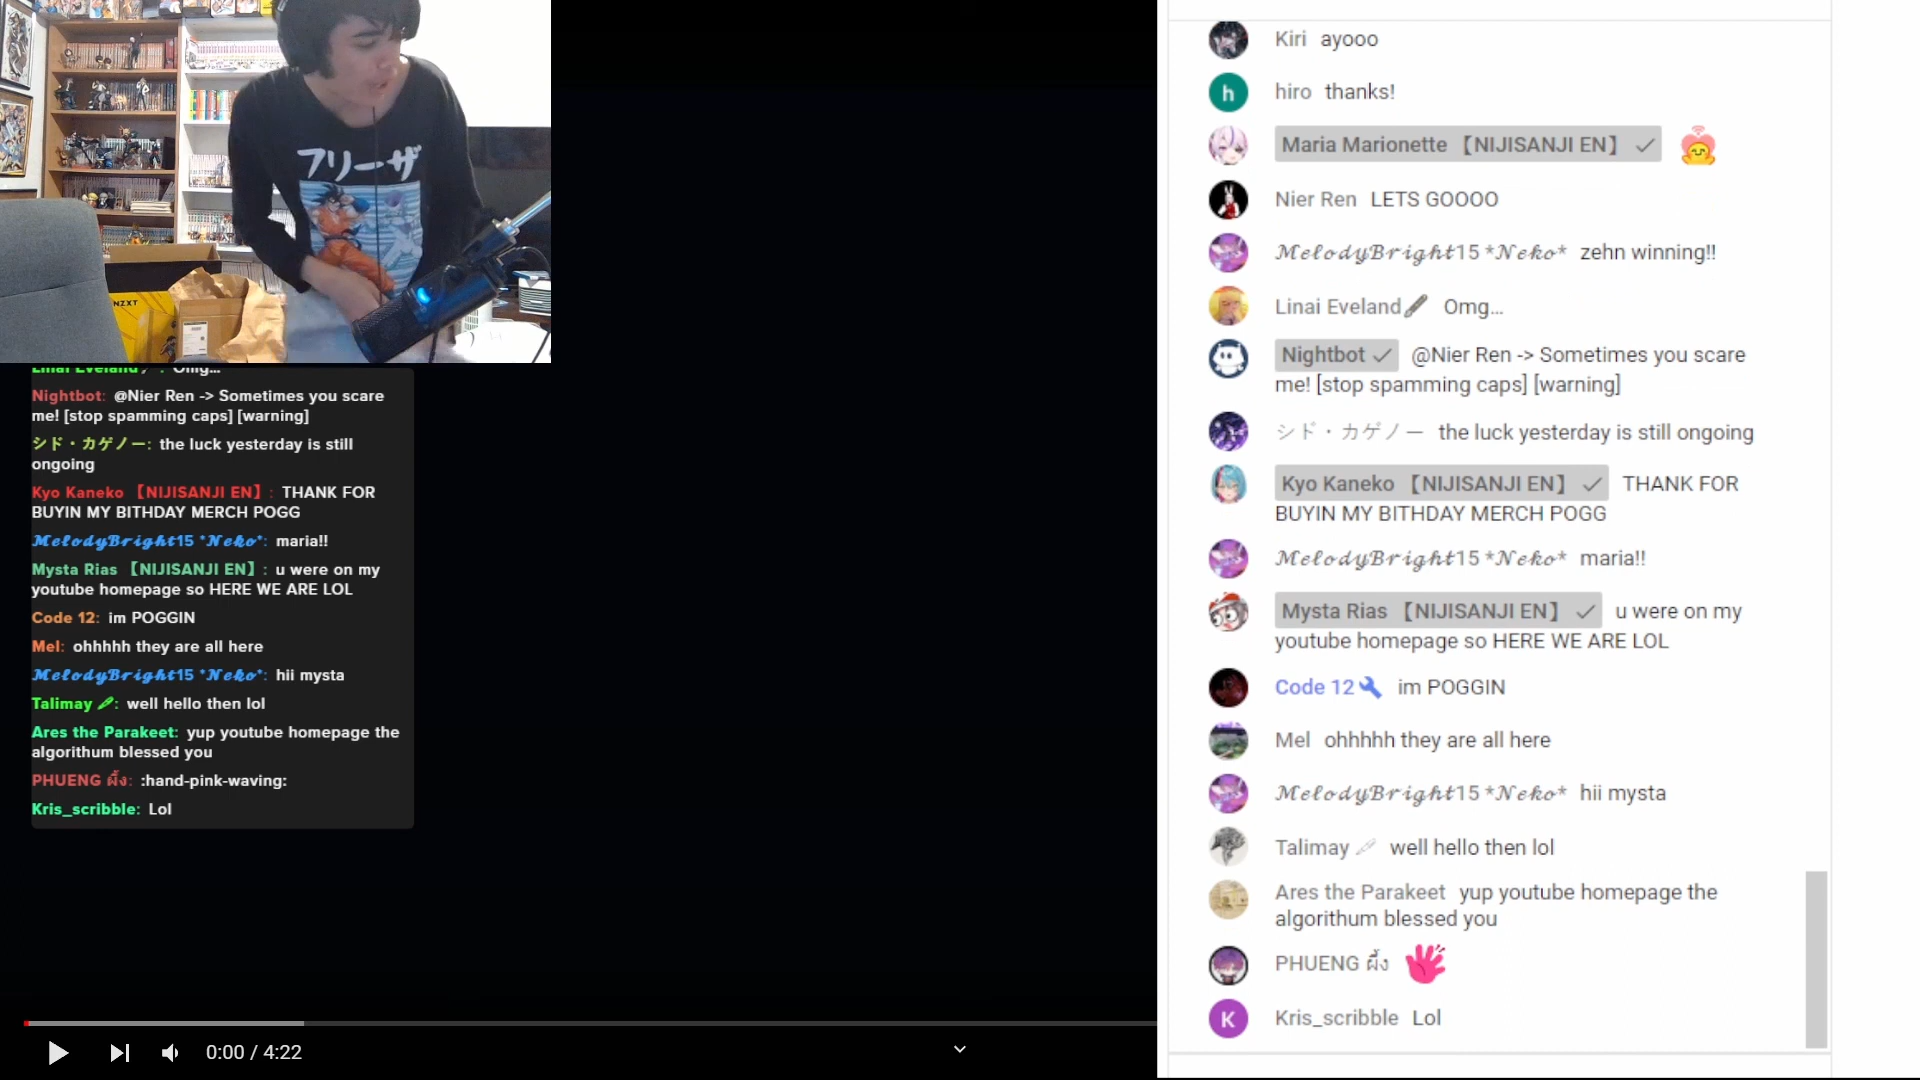 フリーザ
NZXT
Linai Eveland : Omg...
Nightbot: @Nier Ren -> Sometimes you scare
me! [stop spamming caps] [warning]
シド・カゲノー: the luck yesterday is still
ongoing
Kyo Kaneko 【NIJISANJI EN】: THANK FOR
BUYIN MY BITHDAY MERCH POGG
𝓜𝓮𝓵𝓸𝓭𝔂𝓑𝓻𝓲𝓰𝓱𝓽15 *𝓝𝓮𝓴𝓸*: maria!!
Mysta Rias 【NIJISANJI EN】: u were on my
youtube homepage so HERE WE ARE LOL
Code 12: im POGGIN
Mel: ohhhhh they are all here
𝓜𝓮𝓵𝓸𝓭𝔂𝓑𝓻𝓲𝓰𝓱𝓽15 *𝓝𝓮𝓴𝓸*: hii mysta
Talimay : well hello then lol
Ares the Parakeet: yup youtube homepage the
algorithum blessed you
PHUENG ผึ้ง: :hand-pink-waving:
Kris_scribble: Lol
0:00 / 4:22
Kiri ayooo
h hiro thanks!
Maria Marionette 【NIJISANJI EN】
Nier Ren LETS GOOOO
𝓜𝓮𝓵𝓸𝓭𝔂𝓑𝓻𝓲𝓰𝓱𝓽15 *𝓝𝓮𝓴𝓸* zehn winning!!
Linai Eveland Omg...
Nightbot @Nier Ren -> Sometimes you scare
me! [stop spamming caps] [warning]
シド・カゲノー the luck yesterday is still ongoing
Kyo Kaneko 【NIJISANJI EN】 THANK FOR
BUYIN MY BITHDAY MERCH POGG
𝓜𝓮𝓵𝓸𝓭𝔂𝓑𝓻𝓲𝓰𝓱𝓽15 *𝓝𝓮𝓴𝓸* maria!!
Mysta Rias 【NIJISANJI EN】 u were on my
youtube homepage so HERE WE ARE LOL
Code 12 im POGGIN
Mel ohhhhh they are all here
𝓜𝓮𝓵𝓸𝓭𝔂𝓑𝓻𝓲𝓰𝓱𝓽15 *𝓝𝓮𝓴𝓸* hii mysta
Talimay well hello then lol
Ares the Parakeet yup youtube homepage the
algorithum blessed you
PHUENG ผึ้ง
K Kris_scribble Lol